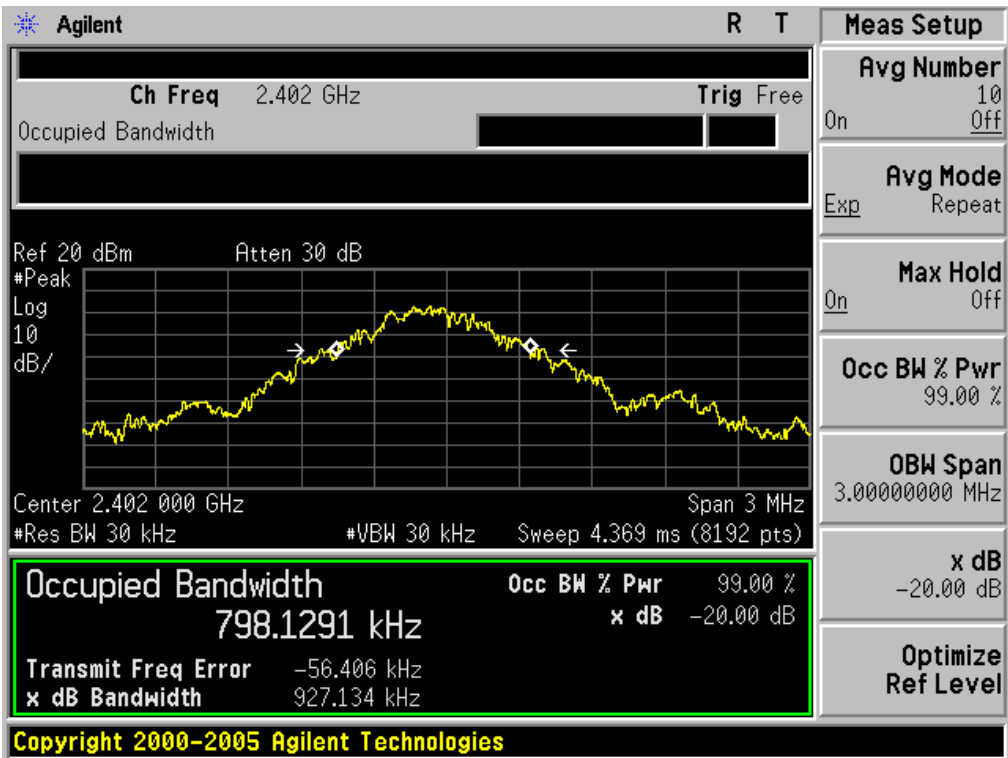 Agilent R T
Ch Freq 2.402 GHz Trig Free
Occupied Bandwidth
Ref 20 dBm Atten 30 dB
#Peak
Log
10
dB/
Center 2.402 000 GHz Span 3 MHz
#Res BW 30 kHz #VBW 30 kHz Sweep 4.369 ms (8192 pts)
Occupied Bandwidth Occ BW % Pwr 99.00 %
798.1291 kHz x dB -20.00 dB
Transmit Freq Error -56.406 kHz
x dB Bandwidth 927.134 kHz
Copyright 2000-2005 Agilent Technologies
Meas Setup
Avg Number
10
On Off
Avg Mode
Exp Repeat
Max Hold
On Off
Occ BW % Pwr
99.00 %
OBW Span
3.00000000 MHz
x dB
-20.00 dB
Optimize
Ref Level